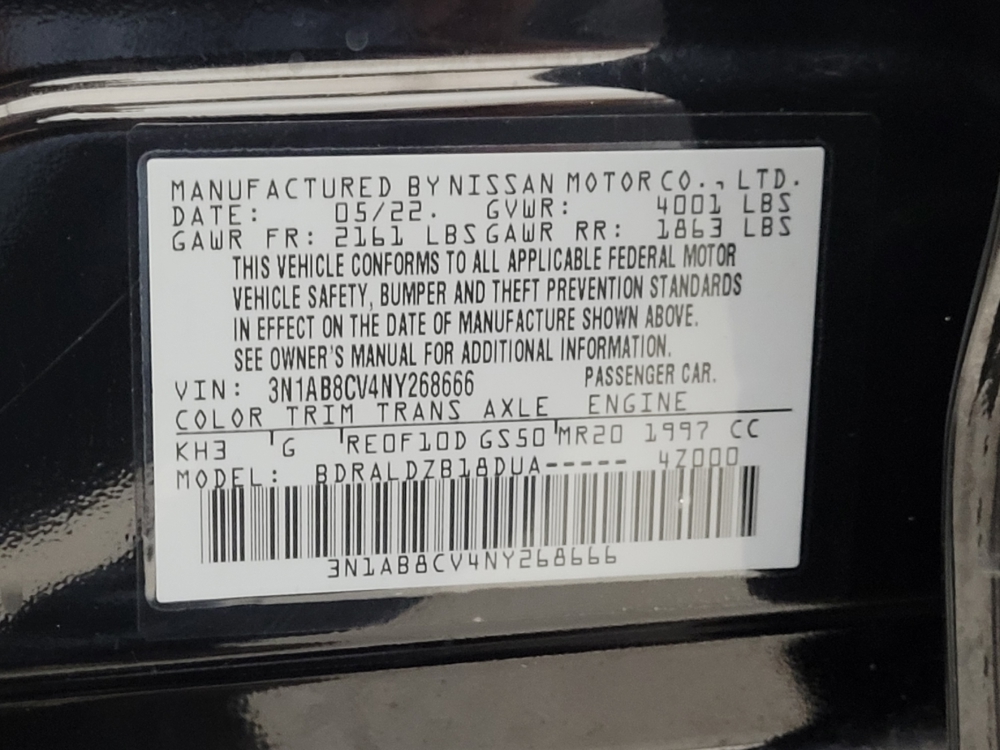 MANUFACTURED BY NISSAN MOTOR CO., LTD.
DATE: 05/22. GVWR: 4001 LBS
GAWR FR: 2161 LBS GAWR RR: 1863 LBS
THIS VEHICLE CONFORMS TO ALL APPLICABLE FEDERAL MOTOR
VEHICLE SAFETY, BUMPER AND THEFT PREVENTION STANDARDS
IN EFFECT ON THE DATE OF MANUFACTURE SHOWN ABOVE.
SEE OWNER'S MANUAL FOR ADDITIONAL INFORMATION.
VIN: 3N1AB8CV4NY268666 PASSENGER CAR.
COLOR TRIM TRANS AXLE ENGINE
KH3 G RE0F10D GS50 MR20 1997 CC
MODEL: BDRALDZB18DUA----- 4Z000
3N1AB8CV4NY268666